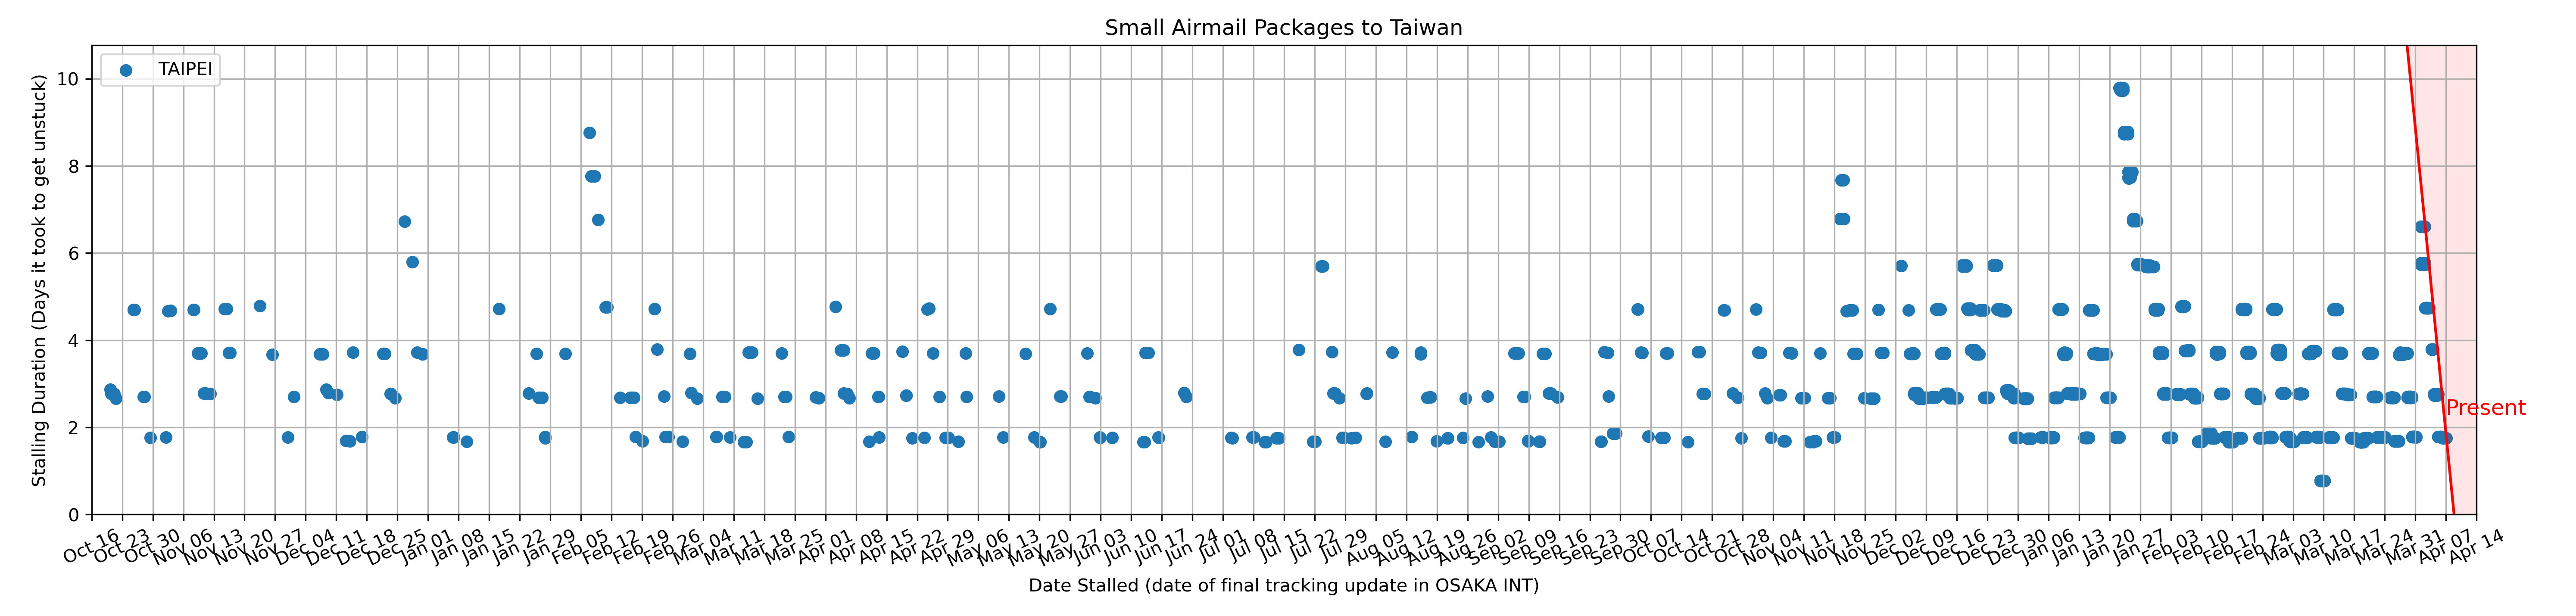 Small Airmail Packages to Taiwan
TAIPEI
Stalling Duration (Days it took to get unstuck)
10
8
6
4
2
0
Present
Oct 16 Oct 23 Oct 30 Nov 06 Nov 13 Nov 20 Nov 27 Dec 04 Dec 11 Dec 18 Dec 25 Jan 01 Jan 08 Jan 15 Jan 22 Jan 29 Feb 05 Feb 12 Feb 19 Feb 26 Mar 04 Mar 11 Mar 18 Mar 25 Apr 01 Apr 08 Apr 15 Apr 22 Apr 29 May 06 May 13 May 20 May 27 Jun 03 Jun 10 Jun 17 Jun 24 Jul 01 Jul 08 Jul 15 Jul 22 Jul 29 Aug 05 Aug 12 Aug 19 Aug 26 Sep 02 Sep 09 Sep 16 Sep 23 Sep 30 Oct 07 Oct 14 Oct 21 Oct 28 Nov 04 Nov 11 Nov 18 Nov 25 Dec 02 Dec 09 Dec 16 Dec 23 Dec 30 Jan 06 Jan 13 Jan 20 Jan 27 Feb 03 Feb 10 Feb 17 Feb 24 Mar 03 Mar 10 Mar 17 Mar 24 Mar 31 Apr 07 Apr 14
Date Stalled (date of final tracking update in OSAKA INT)